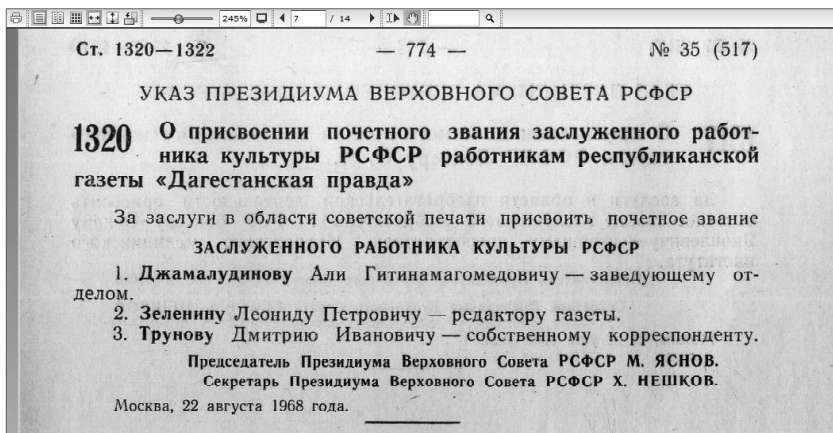 245% 7 / 14
Ст. 1320—1322 — 774 — № 35 (517)
УКАЗ ПРЕЗИДИУМА ВЕРХОВНОГО СОВЕТА РСФСР
1320 О присвоении почетного звания заслуженного работ-
ника культуры РСФСР работникам республиканской
газеты «Дагестанская правда»
За заслуги в области советской печати присвоить почетное звание
ЗАСЛУЖЕННОГО РАБОТНИКА КУЛЬТУРЫ РСФСР:
1. Джамалудинову Али Гитинамагомедовичу — заведующему от-
делом.
2. Зеленину Леониду Петровичу — редактору газеты.
3. Трунову Дмитрию Ивановичу — собственному корреспонденту.
Председатель Президиума Верховного Совета РСФСР М. ЯСНОВ.
Секретарь Президиума Верховного Совета РСФСР Х. НЕШКОВ.
Москва, 22 августа 1968 года.